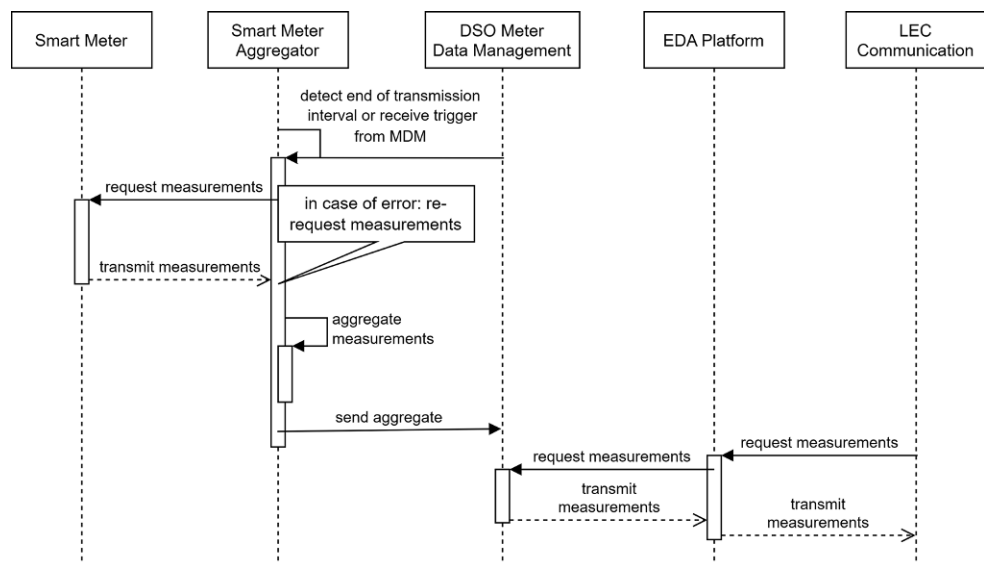 Smart Meter
Smart Meter
Aggregator
DSO Meter
Data Management
EDA Platform
LEC
Communication
detect end of transmission
interval or receive trigger
from MDM
request measurements
in case of error: re-
request measurements
transmit measurements
aggregate
measurements
send aggregate
request measurements
request measurements
transmit
measurements
transmit
measurements